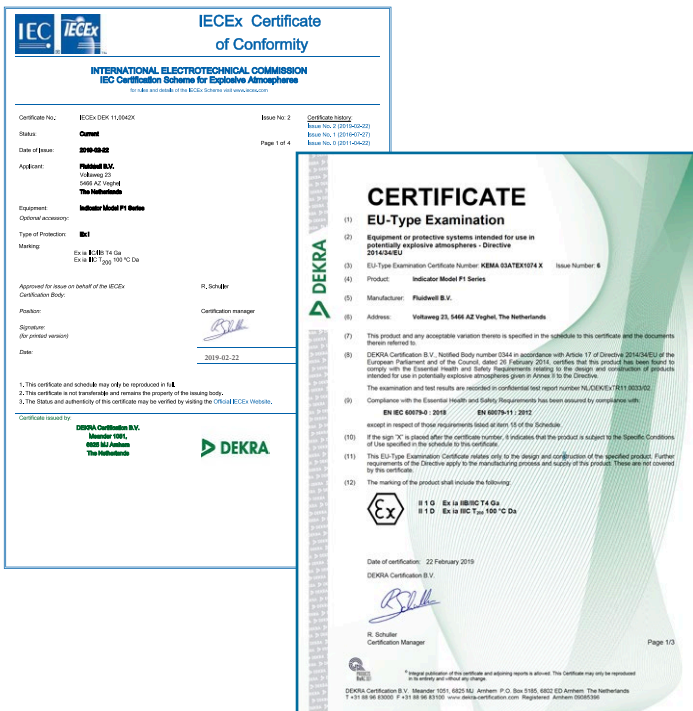 IEC
IECEx
IECEx Certificate
of Conformity
INTERNATIONAL ELECTROTECHNICAL COMMISSION
IEC Certification Scheme for Explosive Atmospheres
for rules and details of the IECEx Scheme visit www.iecex.com
Certificate No.: IECEx DEK 11.0042X Issue No: 2 Certificate history:
Issue No. 2 (2019-02-22)
Status: Current Issue No. 1 (2016-07-27)
Page 1 of 4 Issue No. 0 (2011-04-22)
Date of Issue: 2019-02-22
Applicant: Fluidwell B.V.
Voltaweg 23
5466 AZ Veghel
The Netherlands
Equipment: Indicator Model F1 Series
Optional accessory:
Type of Protection: Ex i
Marking:
Ex ia IIC/IIB T4 Ga
Ex ia IIIC T200 100 °C Da
Approved for issue on behalf of the IECEx R. Schuller
Certification Body:
Position: Certification manager
Signature:
(for printed version)
Date: 2019-02-22
1. This certificate and schedule may only be reproduced in full.
2. This certificate is not transferable and remains the property of the issuing body.
3. The Status and authenticity of this certificate may be verified by visiting the Official IECEx Website.
Certificate issued by:
DEKRA Certification B.V.
Meander 1051,
6825 MJ Arnhem
The Netherlands
DEKRA
DEKRA
CERTIFICATE
(1) EU-Type Examination
(2) Equipment or protective systems intended for use in
potentially explosive atmospheres - Directive
2014/34/EU
(3) EU-Type Examination Certificate Number: KEMA 03ATEX1074 X Issue Number: 6
(4) Product: Indicator Model F1 Series
(5) Manufacturer: Fluidwell B.V.
(6) Address: Voltaweg 23, 5466 AZ Veghel, The Netherlands
(7) This product and any acceptable variation thereto is specified in the schedule to this certificate and the documents
therein referred to.
(8) DEKRA Certification B.V., Notified Body number 0344 in accordance with Article 17 of Directive 2014/34/EU of the
European Parliament and of the Council, dated 26 February 2014, certifies that this product has been found to
comply with the Essential Health and Safety Requirements relating to the design and construction of products
intended for use in potentially explosive atmospheres given in Annex II to the Directive.
The examination and test results are recorded in confidential test report number NL/DEK/ExTR11.0033/02.
(9) Compliance with the Essential Health and Safety Requirements has been assured by compliance with:
EN IEC 60079-0 : 2018 EN 60079-11 : 2012
except in respect of those requirements listed at item 18 of the Schedule.
(10) If the sign "X" is placed after the certificate number, it indicates that the product is subject to the Specific Conditions
of Use specified in the schedule to this certificate.
(11) This EU-Type Examination Certificate relates only to the design and construction of the specified product. Further
requirements of the Directive apply to the manufacturing process and supply of this product. These are not covered
by this certificate.
(12) The marking of the product shall include the following:
Ex
II 1 G Ex ia IIB/IIC T4 Ga
II 1 D Ex ia IIIC T200 100 °C Da
Date of certification: 22 February 2019
DEKRA Certification B.V.
R. Schuller
Certification Manager Page 1/3
* Integral publication of this certificate and adjoining reports is allowed. This Certificate may only be reproduced
in its entirety and without any change.
DEKRA Certification B.V. Meander 1051, 6825 MJ Arnhem P.O. Box 5185, 6802 ED Arnhem The Netherlands
T +31 88 96 83000 F +31 88 96 83100 www.dekra-certification.com Registered Arnhem 09085396